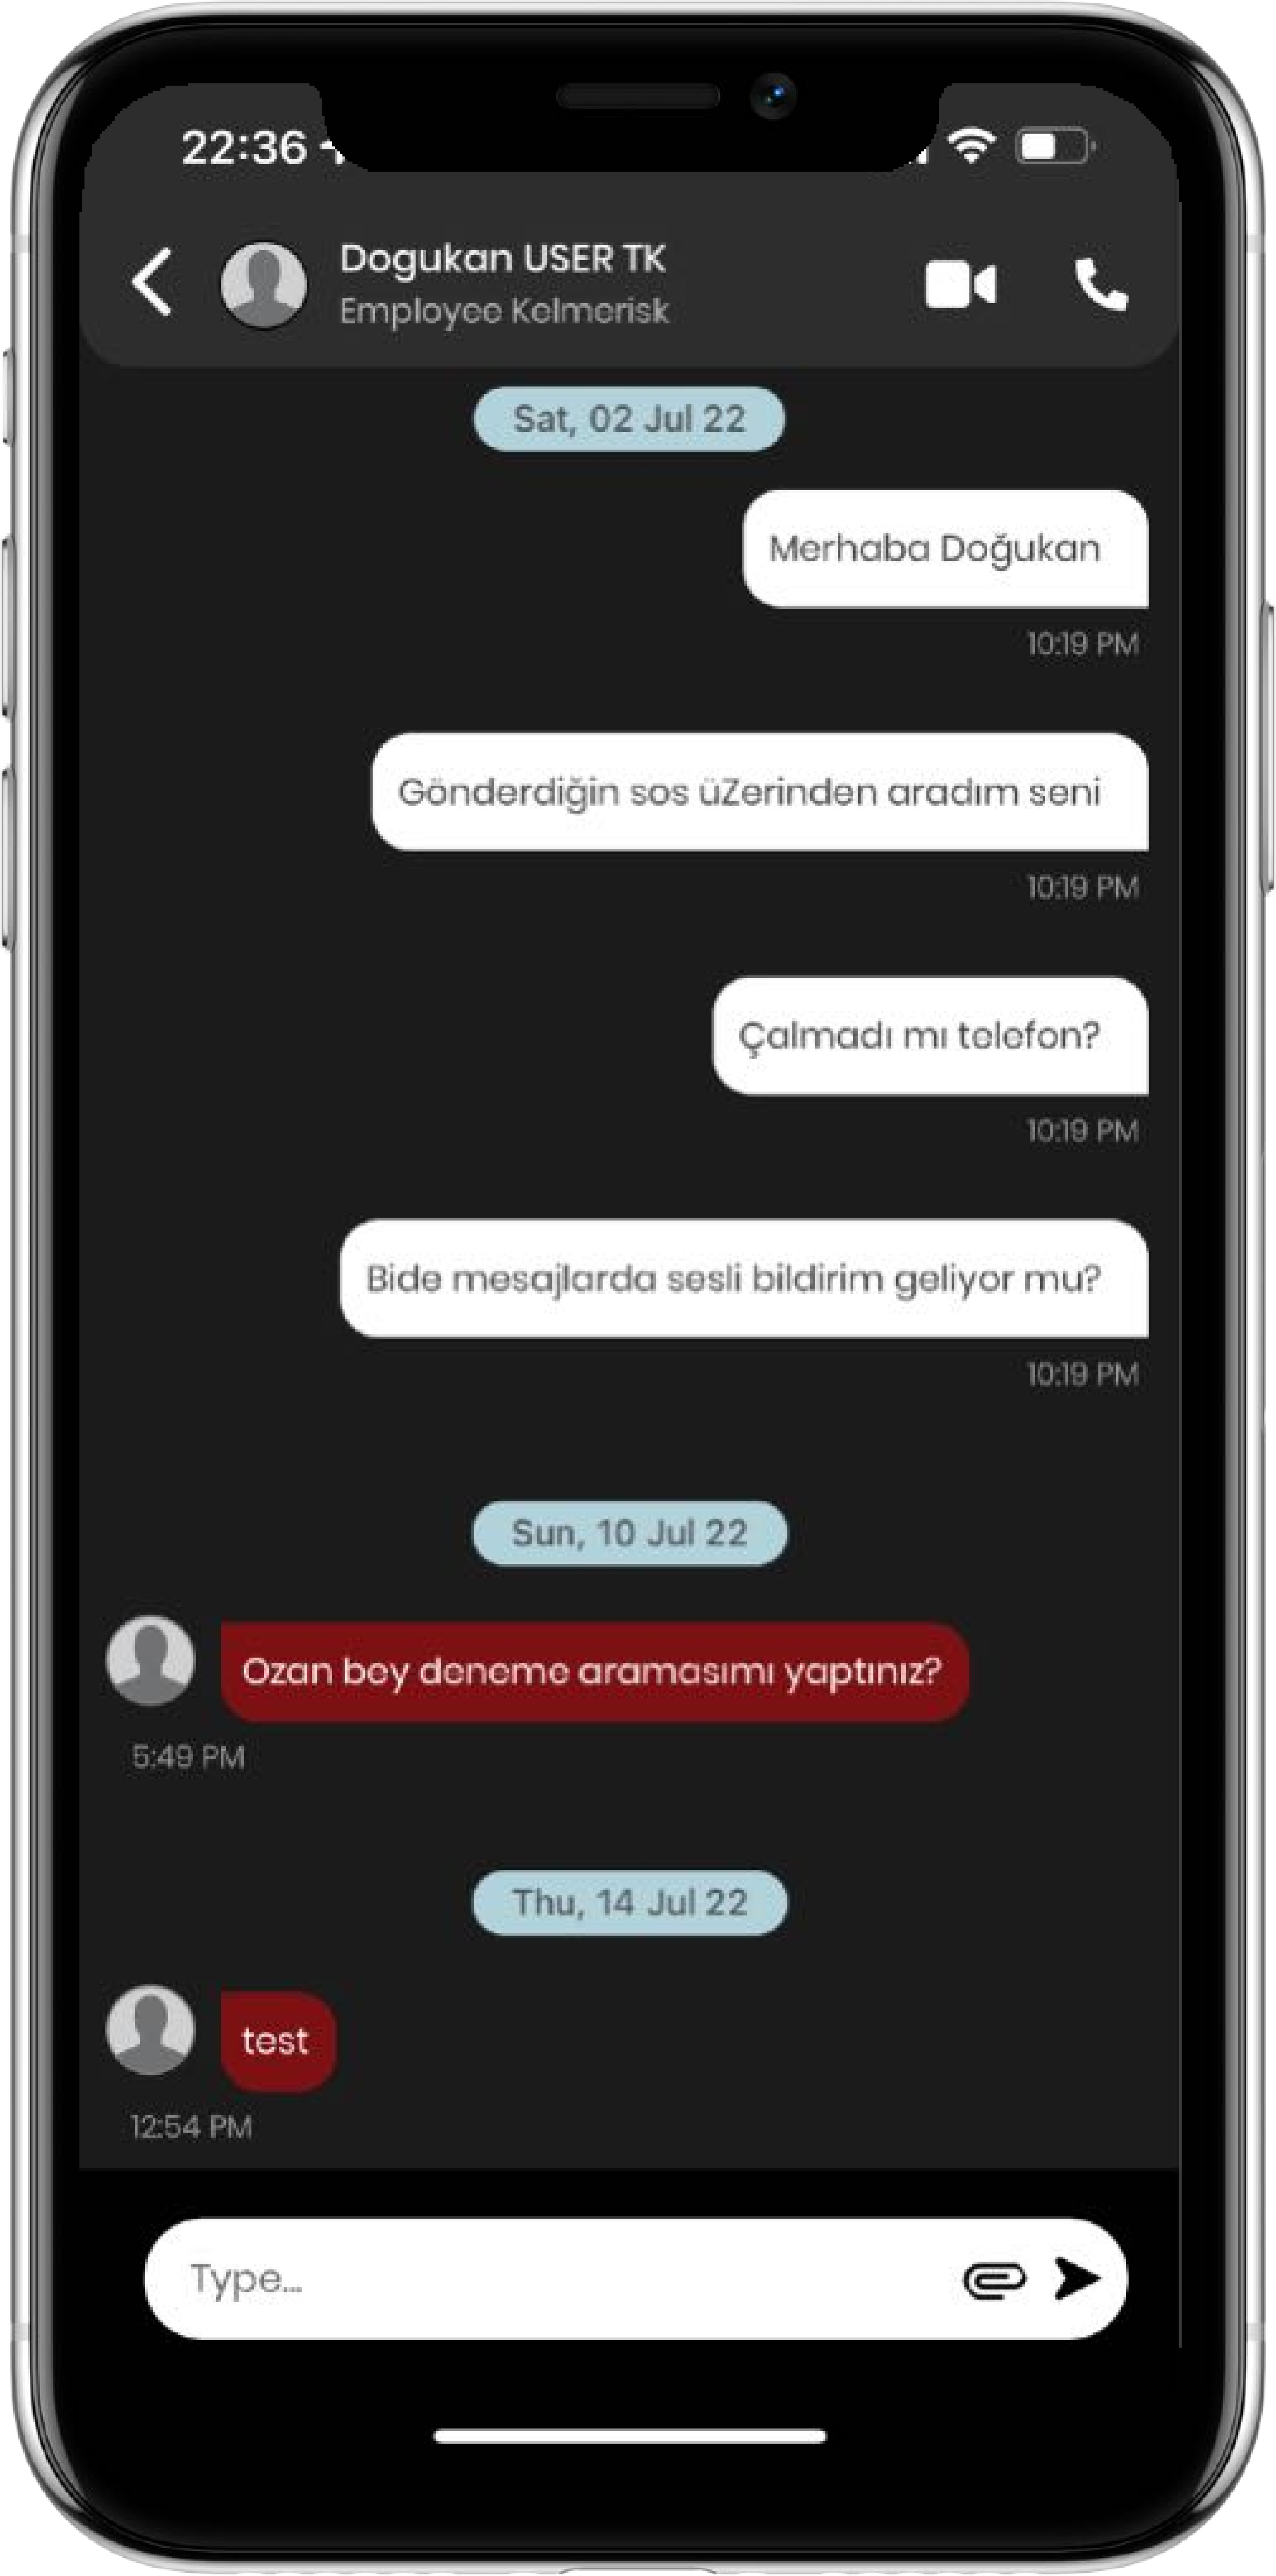 22:36
Dogukan USER TK
Employee Kelmerisk
Sat, 02 Jul 22
Merhaba Doğukan
10:19 PM
Gönderdiğin sos üZerinden aradım seni
10:19 PM
Çalmadı mı telefon?
10:19 PM
Bide mesajlarda sesli bildirim geliyor mu?
10:19 PM
Sun, 10 Jul 22
Ozan bey deneme aramasımı yaptınız?
5:49 PM
Thu, 14 Jul 22
test
12:54 PM
Type...